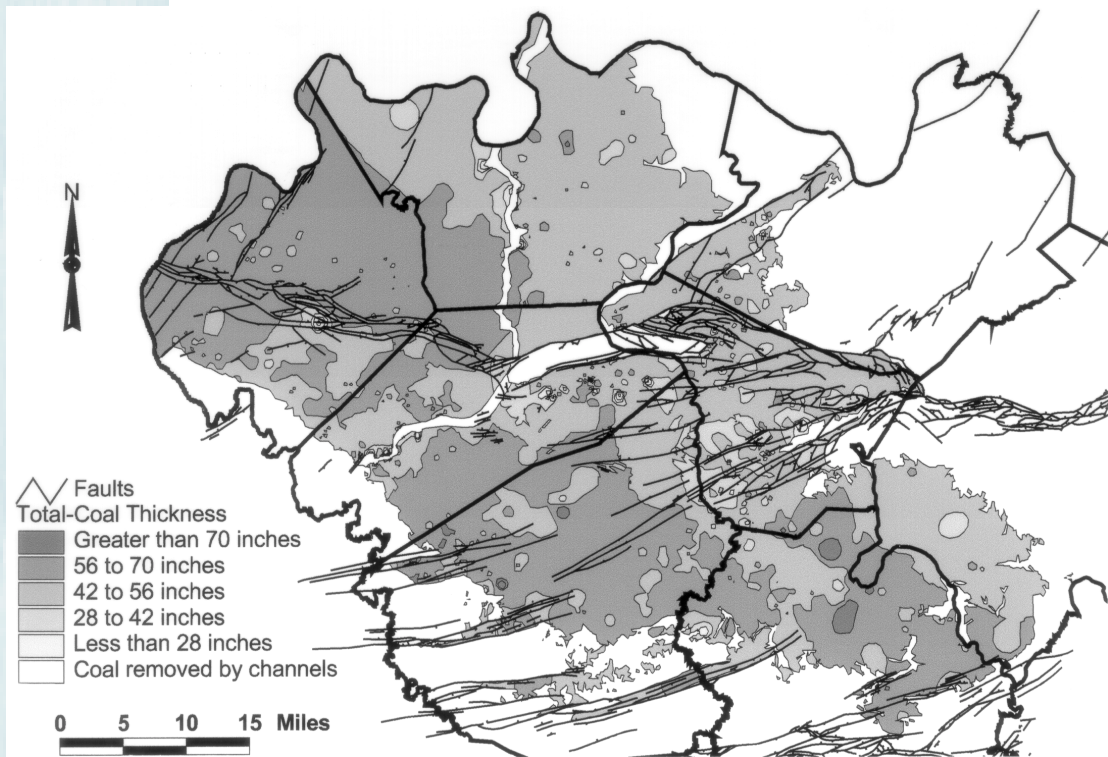 N
Faults
Total-Coal Thickness
Greater than 70 inches
56 to 70 inches
42 to 56 inches
28 to 42 inches
Less than 28 inches
Coal removed by channels
0 5 10 15 Miles